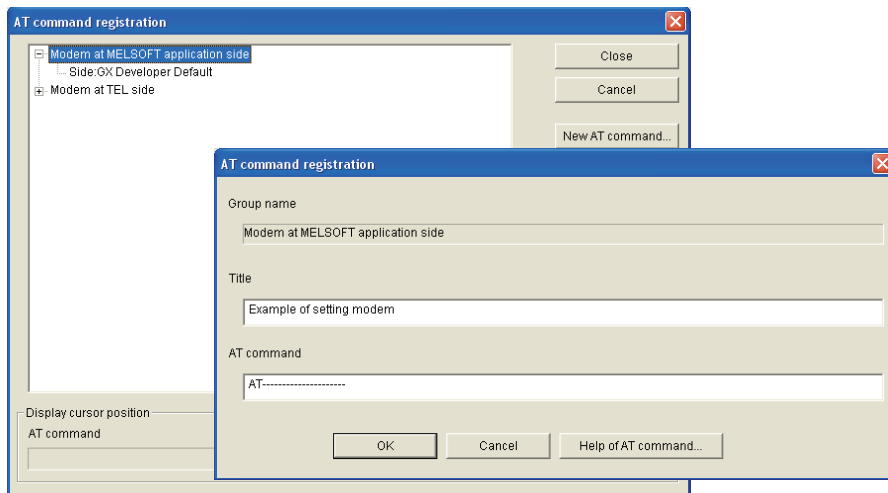 AT command registration
Modem at MELSOFT application side
Side:GX Developer Default
Modem at TEL side
Close
Cancel
New AT command...
AT command registration
Group name
Modem at MELSOFT application side
Title
Example of setting modem
AT command
AT---------------------
OK
Cancel
Help of AT command...
Display cursor position
AT command